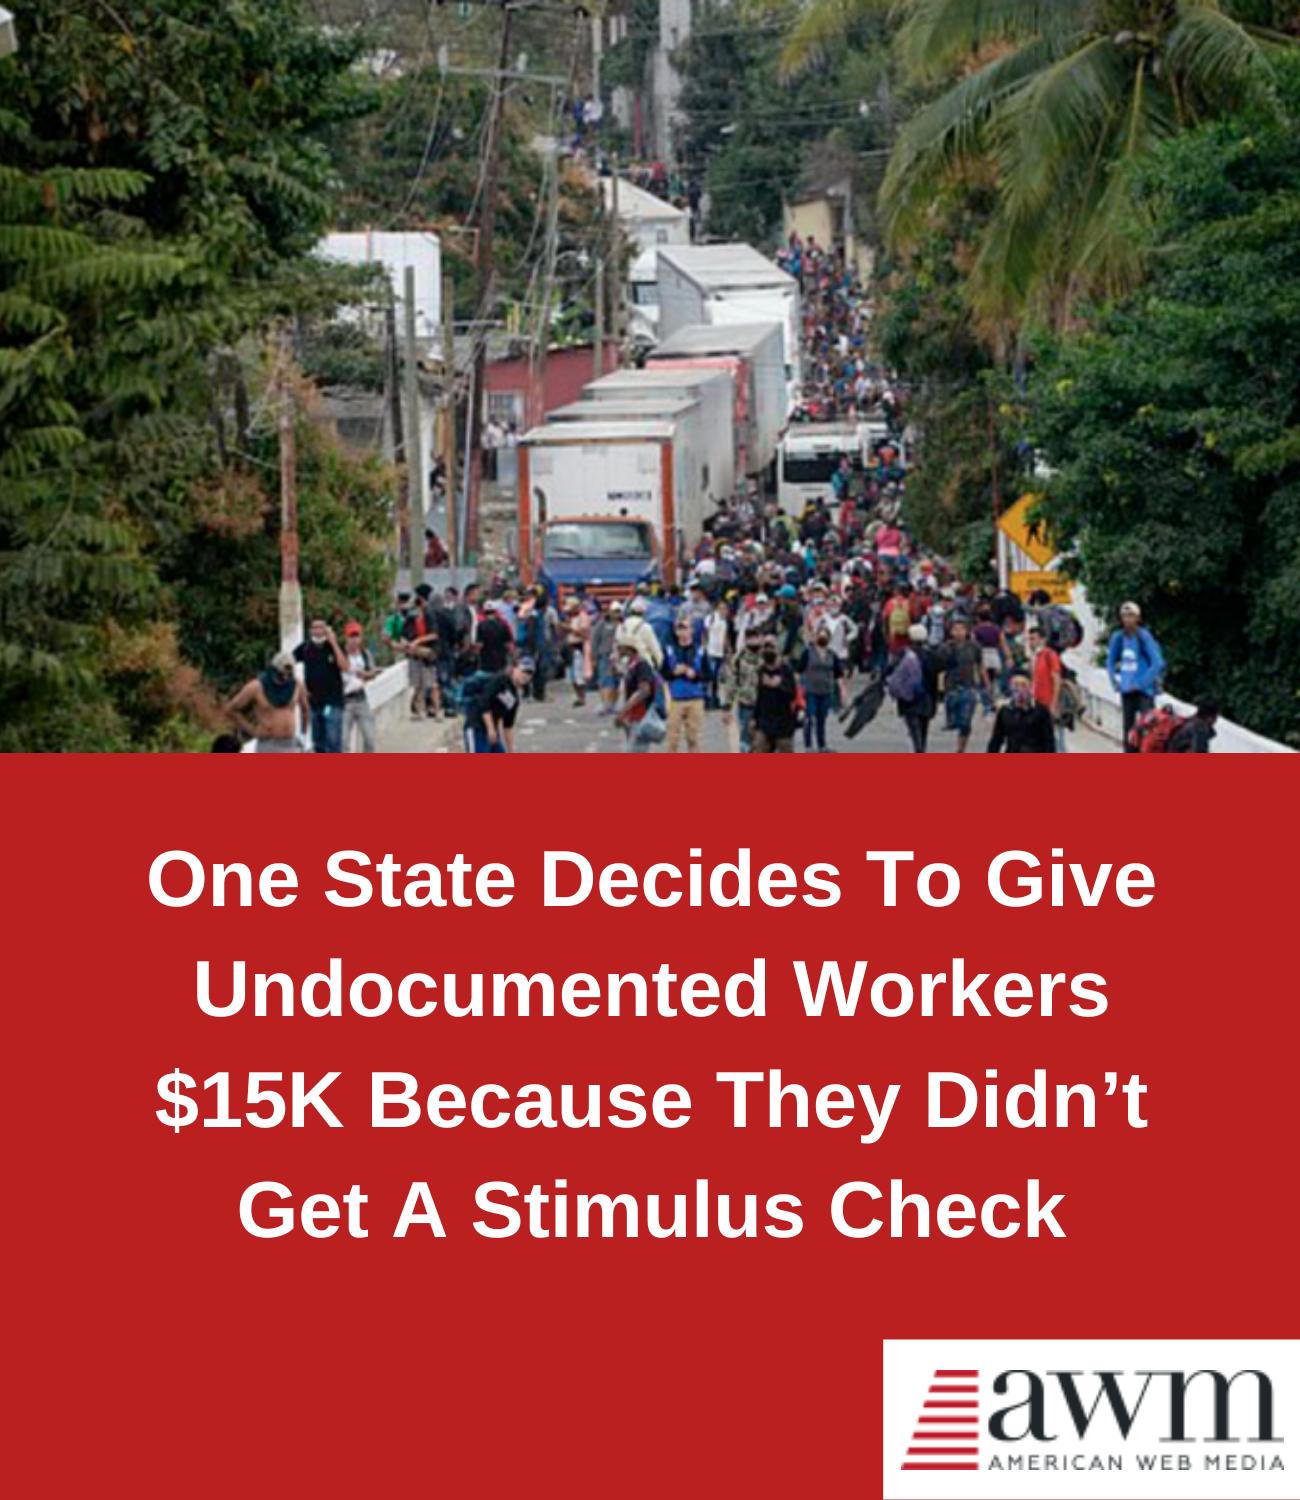 One State Decides To Give
Undocumented Workers
$15K Because They Didn’t
Get A Stimulus Check
awm
AMERICAN WEB MEDIA